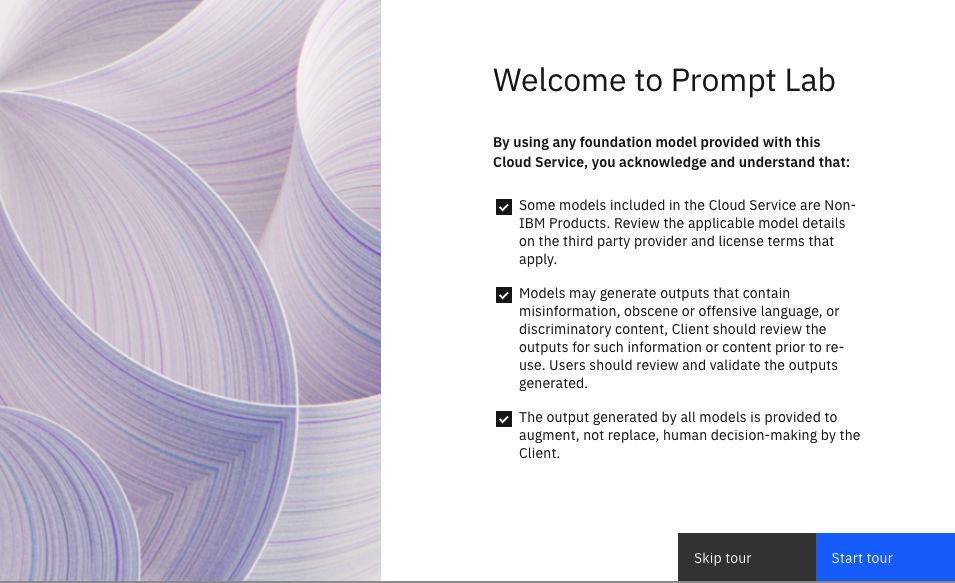 Welcome to Prompt Lab
By using any foundation model provided with this
Cloud Service, you acknowledge and understand that:
Some models included in the Cloud Service are Non-
IBM Products. Review the applicable model details
on the third party provider and license terms that
apply.
Models may generate outputs that contain
misinformation, obscene or offensive language, or
discriminatory content, Client should review the
outputs for such information or content prior to re-
use. Users should review and validate the outputs
generated.
The output generated by all models is provided to
augment, not replace, human decision-making by the
Client.
Skip tour
Start tour